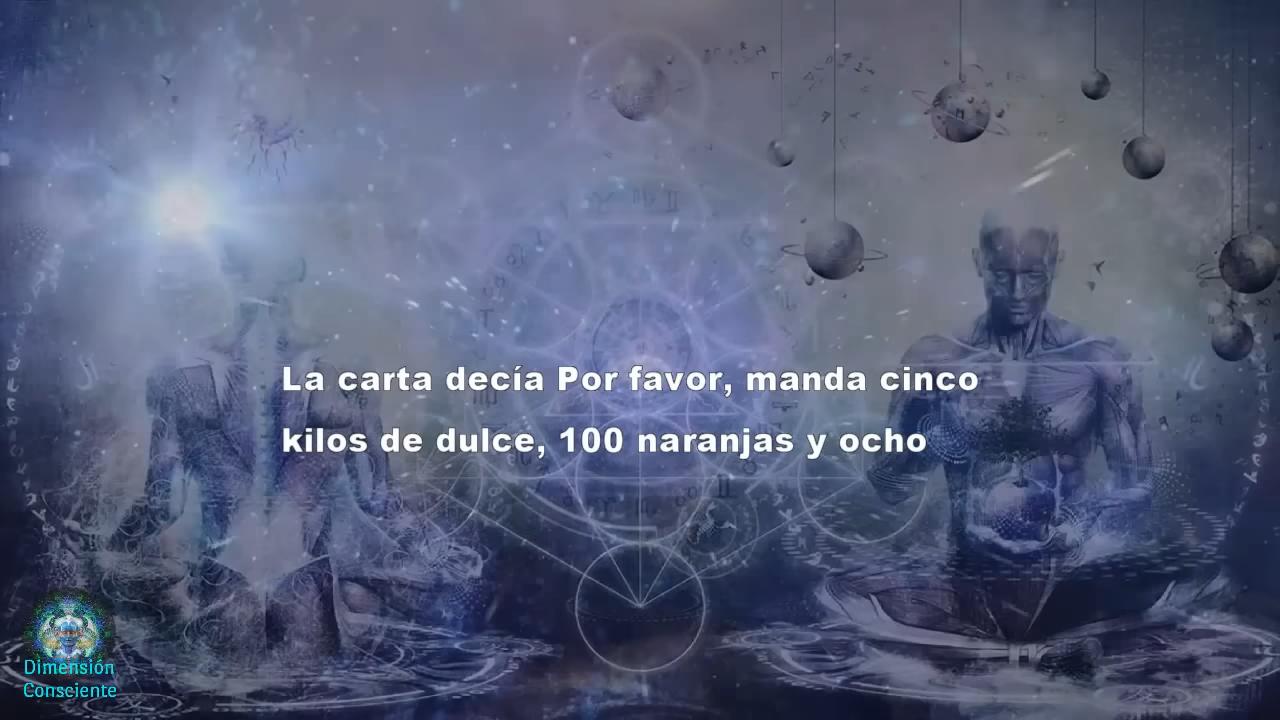 La carta decía Por favor, manda cinco
kilos de dulce, 100 naranjas y ocho
Dimensión
Consciente